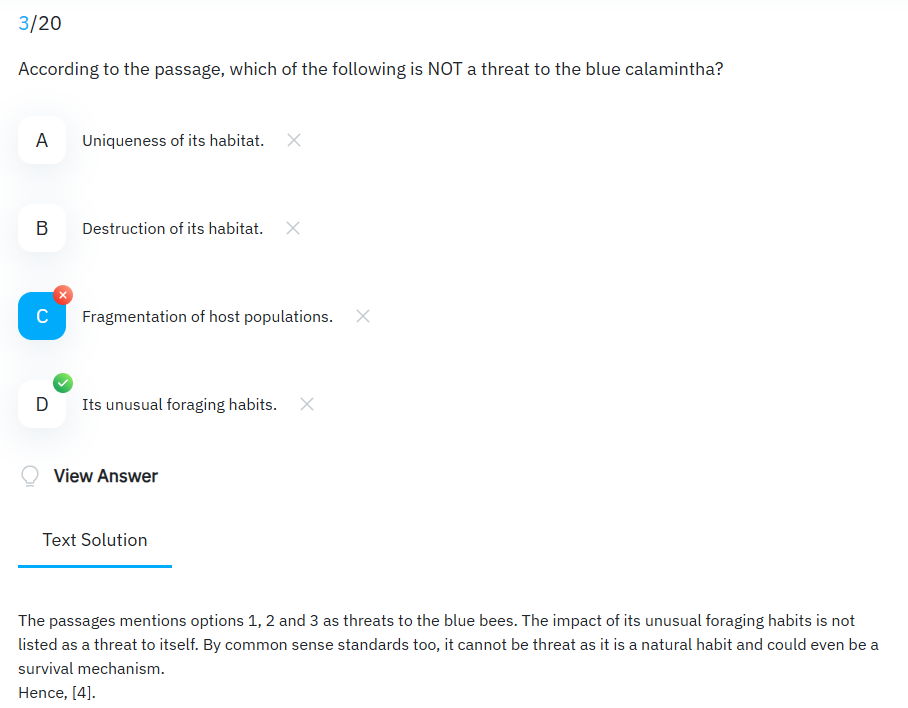 3/20
According to the passage, which of the following is NOT a threat to the blue calamintha?
A Uniqueness of its habitat.
B Destruction of its habitat.
C Fragmentation of host populations.
D Its unusual foraging habits.
View Answer
Text Solution
The passages mentions options 1, 2 and 3 as threats to the blue bees. The impact of its unusual foraging habits is not
listed as a threat to itself. By common sense standards too, it cannot be threat as it is a natural habit and could even be a
survival mechanism.
Hence, [4].